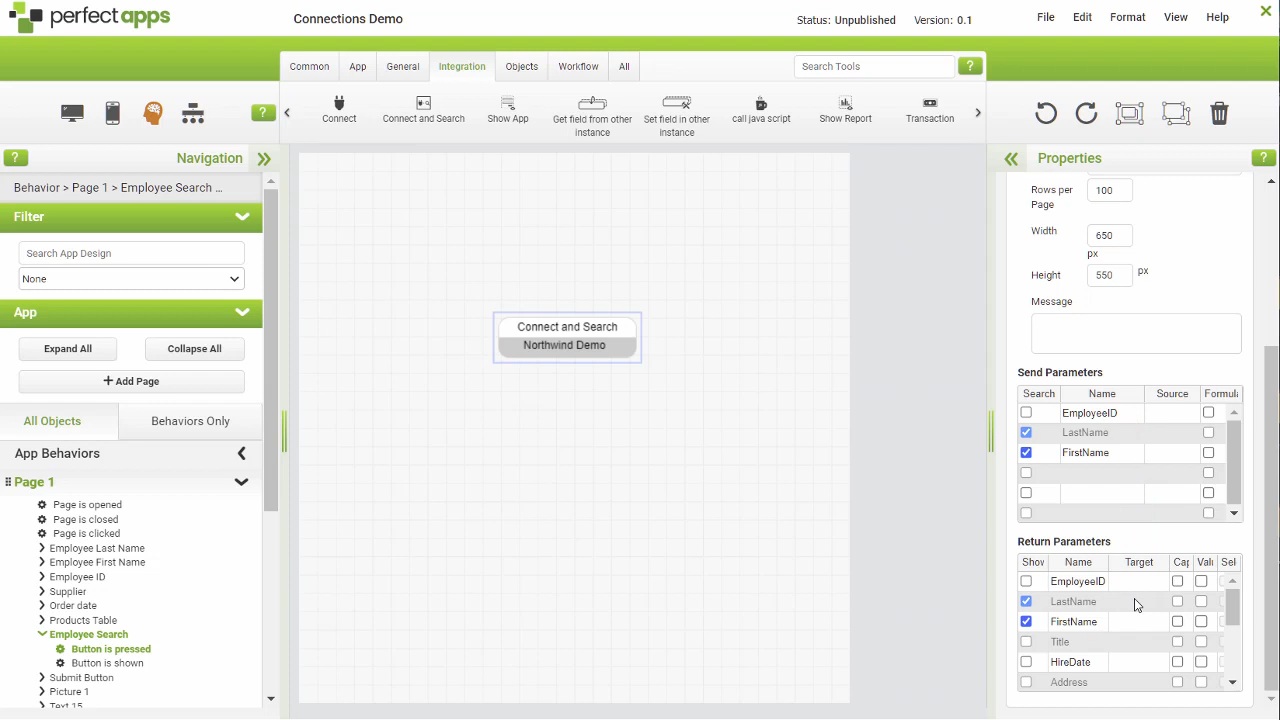 perfectapps
Connections Demo
Status: Unpublished
Version: 0.1
File
Edit
Format
View
Help
Common
App
General
Integration
Objects
Workflow
All
Search Tools
?
?
Connect
Connect and Search
Show App
Get field from other
instance
Set field in other
instance
call java script
Show Report
Transaction
?
Navigation
Behavior > Page 1 > Employee Search ...
Filter
Search App Design
None
App
Expand All
Collapse All
+ Add Page
All Objects
Behaviors Only
App Behaviors
Page 1
Page is opened
Page is closed
Page is clicked
Employee Last Name
Employee First Name
Employee ID
Supplier
Order date
Products Table
Employee Search
Button is pressed
Button is shown
Submit Button
Picture 1
Text 15
Connect and Search
Northwind Demo
Properties
?
Rows per
Page
100
Width
650
px
Height
550
px
Message
Send Parameters
Search Name Source Formula
EmployeeID
LastName
FirstName
Return Parameters
Show Name Target Cap Valu Sel
EmployeeID
LastName
FirstName
Title
HireDate
Address